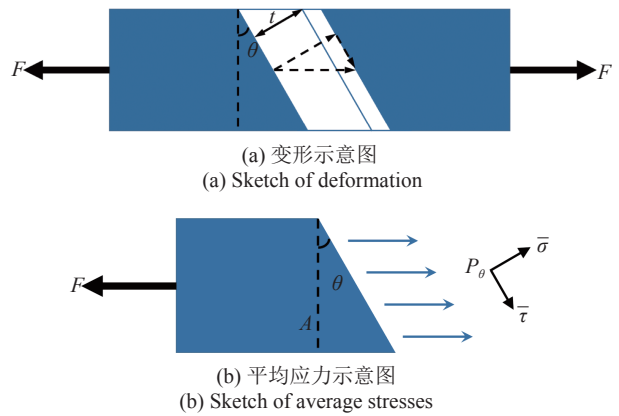 t
θ
F
F
(a) 变形示意图
(a) Sketch of deformation
σ̅
F
θ
P_θ
A
τ̅
(b) 平均应力示意图
(b) Sketch of average stresses